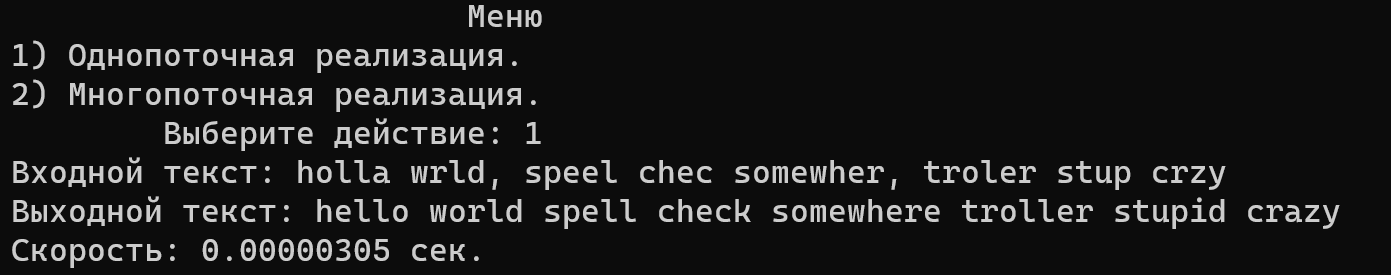 Меню
1) Однопоточная реализация.
2) Многопоточная реализация.
Выберите действие: 1
Входной текст: holla wrld, speel chec somewher, troler stup crzy
Выходной текст: hello world spell check somewhere troller stupid crazy
Скорость: 0.00000305 сек.